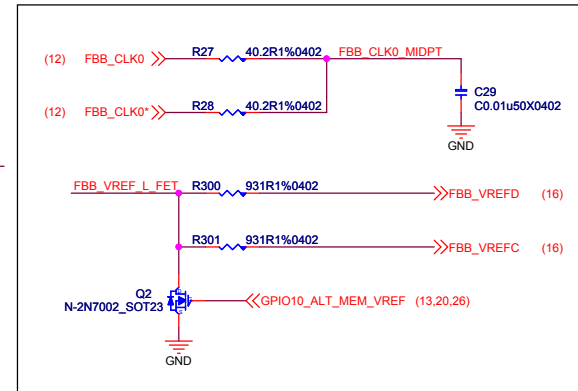 R27 40.2R1%0402 FBB_CLK0_MIDPT
(12) FBB_CLK0
C29
C0.01u50X0402
R28 40.2R1%0402
(12) FBB_CLK0*
GND
FBB_VREF_L_FET R300 931R1%0402
FBB_VREFD (16)
R301 931R1%0402
FBB_VREFC (16)
Q2
N-2N7002_SOT23
GPIO10_ALT_MEM_VREF (13,20,26)
GND